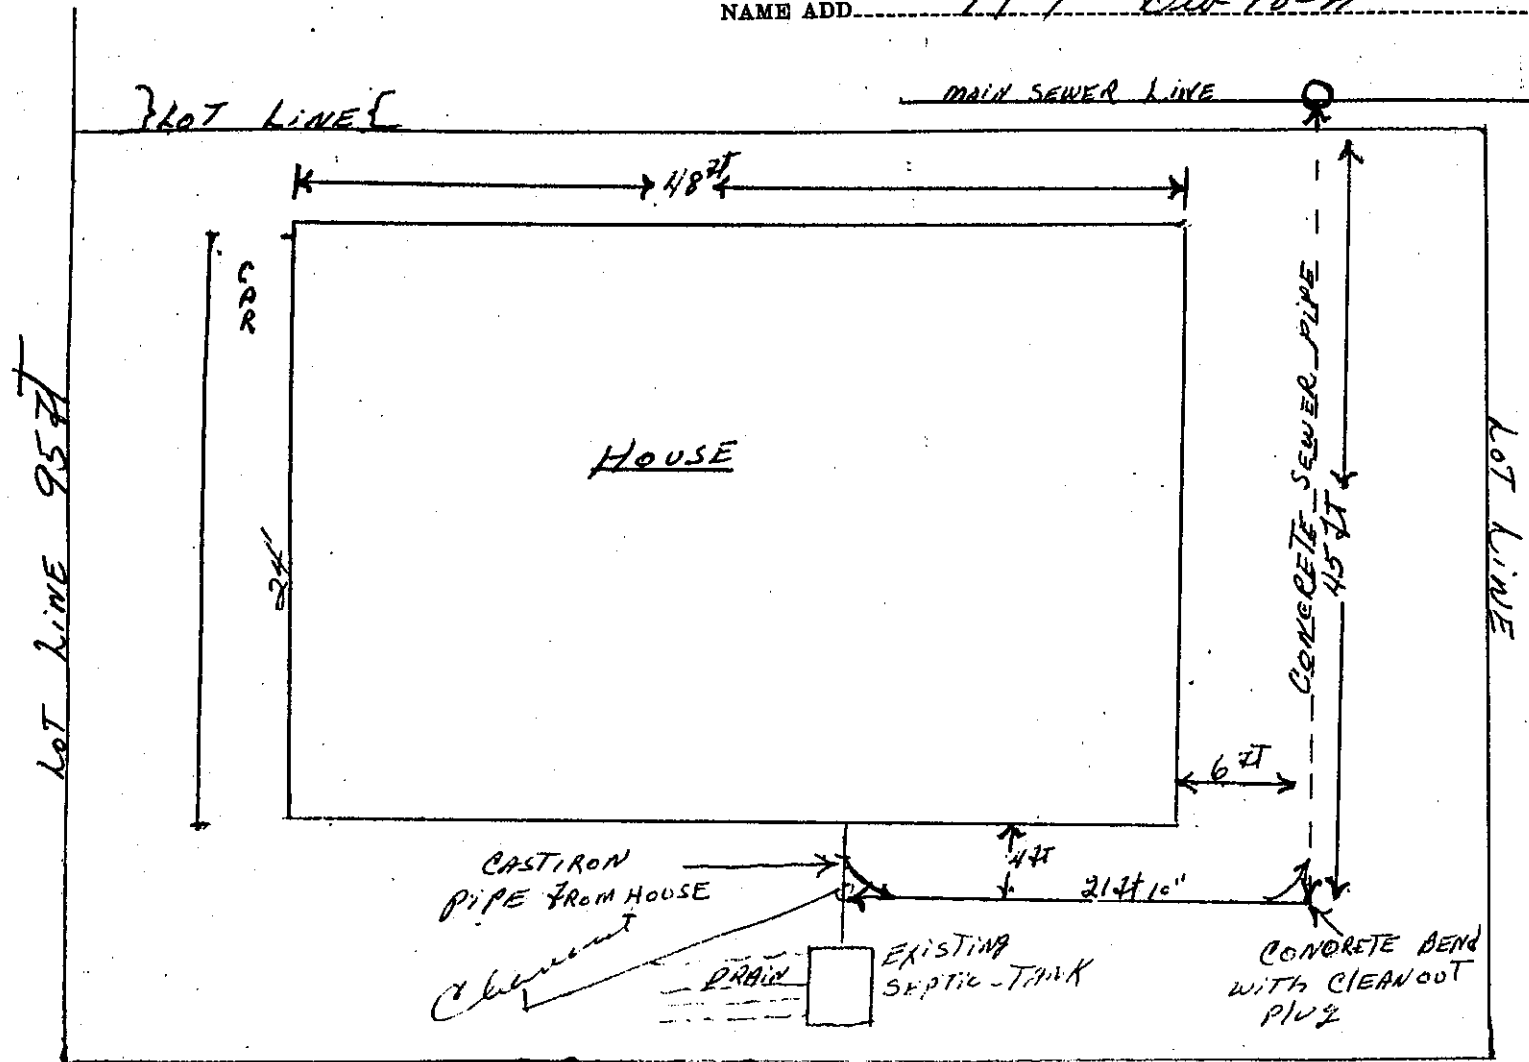 NAME ADD
MAIN SEWER LINE
}LOT LINE{
48 FT
CAR
LOT LINE 95 FT
HOUSE
24'
CONCRETE SEWER PIPE
45 FT
LOT LINE
6 FT
CASTIRON
PIPE FROM HOUSE
4 FT
21 FT 10"
Cleanout
DRAIN
EXISTING
SEPTIC-TANK
CONCRETE BEND
WITH CLEANOUT
PLUG